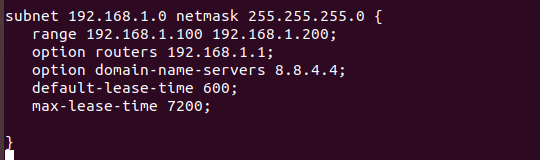 subnet 192.168.1.0 netmask 255.255.255.0 {
range 192.168.1.100 192.168.1.200;
option routers 192.168.1.1;
option domain-name-servers 8.8.4.4;
default-lease-time 600;
max-lease-time 7200;
}